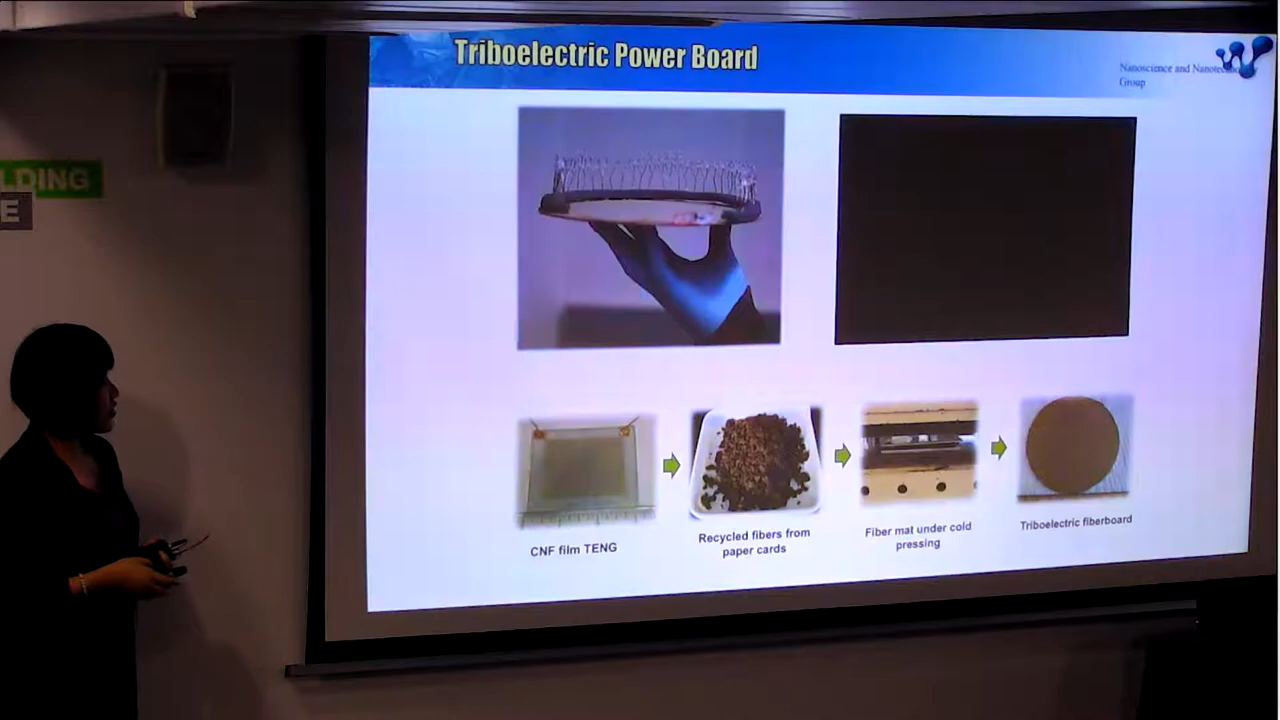 Triboelectric Power Board
Nanoscience and
Group
LDING
E
CNF film TENG
Recycled fibers from
paper cards
Fiber mat under cold
pressing
Triboelectric fiberboard